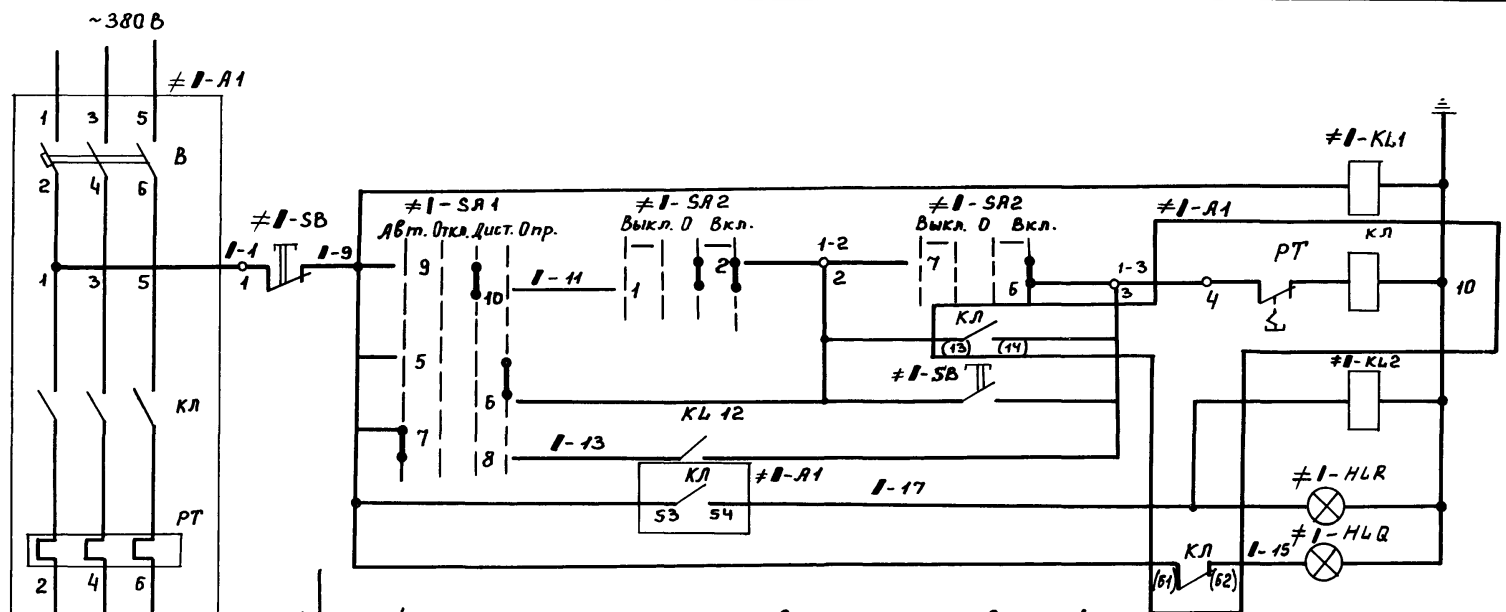 ~380 В
≠ I-A1
1 3 5
В
2 4 6
1 3 5
КЛ
РТ
2 4 6
≠ I-SB
I-1
1
I-9
≠ I-SA1
Авт. Откл. Дист. Опр.
9
10
5
6
7
8
I-11
≠ I-SA2
Выкл. О Вкл.
1
2
1-2
2
≠ I-SA2
Выкл. О Вкл.
7
6
1-3
3
КЛ
(13) (14)
≠ I-SB
KL 12
I-13
КЛ
53 54
≠ I-A1
I-17
≠ I-KL1
≠ I-A1
КЛ
РТ
4
10
≠ I-KL2
≠ I-HLR
≠ I-HLQ
КЛ
(61) (62)
I-15